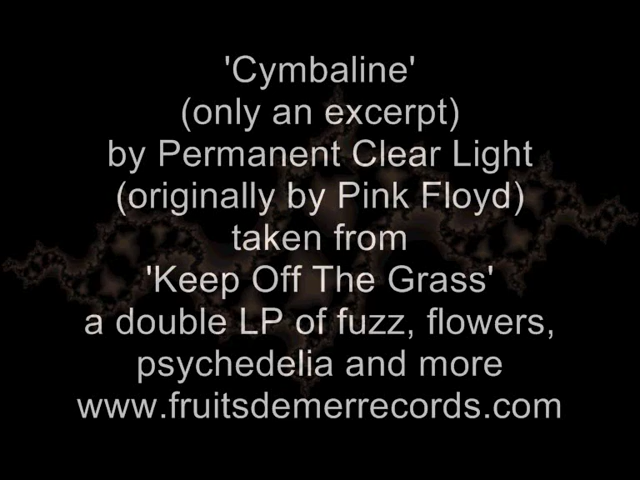 'Cymbaline'
(only an excerpt)
by Permanent Clear Light
(originally by Pink Floyd)
taken from
'Keep Off The Grass'
a double LP of fuzz, flowers,
psychedelia and more
www.fruitsdemerrecords.com